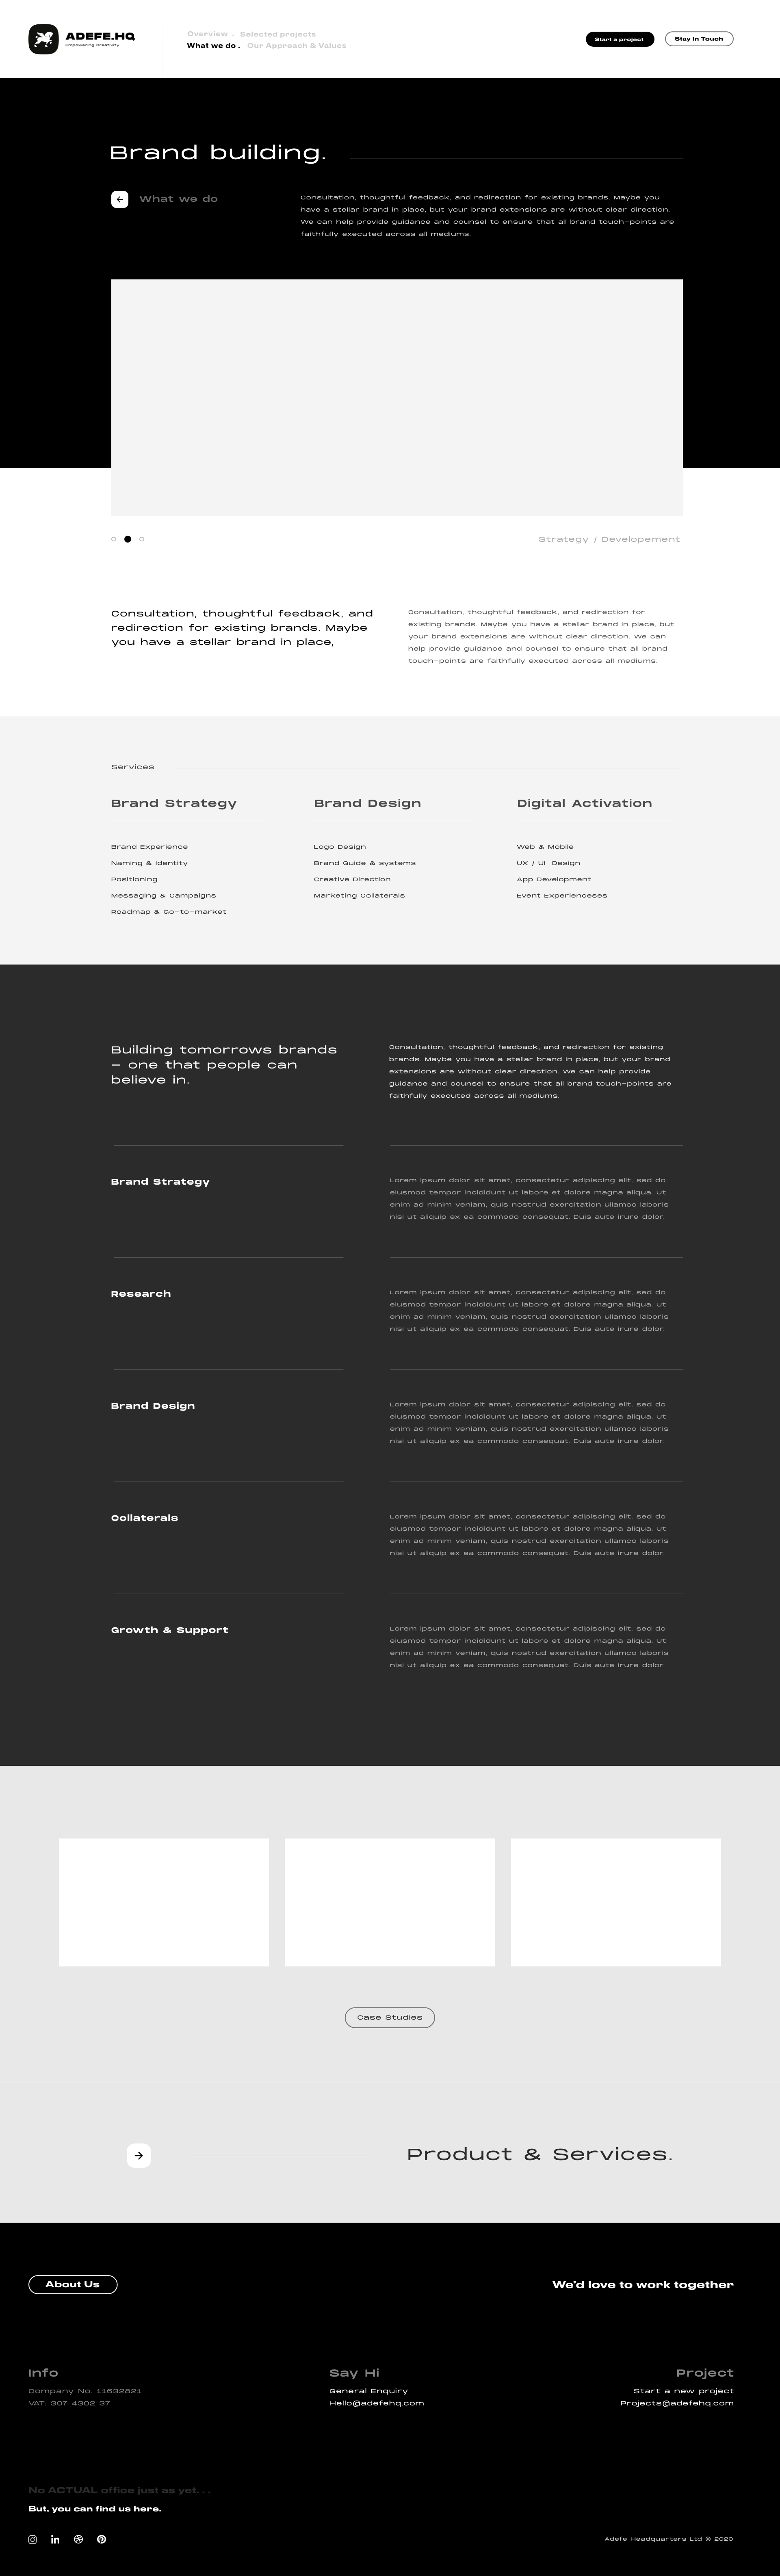 ADEFE.HQ
Empowering Creativity
Overview . Selected projects
What we do . Our Approach & Values
Start a project
Stay In Touch
Brand building.
What we do
Consultation, thoughtful feedback, and redirection for existing brands. Maybe you
have a stellar brand in place, but your brand extensions are without clear direction.
We can help provide guidance and counsel to ensure that all brand touch-points are
faithfully executed across all mediums.
Strategy / Developement
Consultation, thoughtful feedback, and
redirection for existing brands. Maybe
you have a stellar brand in place,
Consultation, thoughtful feedback, and redirection for
existing brands. Maybe you have a stellar brand in place, but
your brand extensions are without clear direction. We can
help provide guidance and counsel to ensure that all brand
touch-points are faithfully executed across all mediums.
Services
Brand Strategy
Brand Experience
Naming & Identity
Positioning
Messaging & Campaigns
Roadmap & Go-to-market
Brand Design
Logo Design
Brand Guide & systems
Creative Direction
Marketing Collaterals
Digital Activation
Web & Mobile
UX / UI Design
App Development
Event Experienceses
Building tomorrows brands
- one that people can
believe in.
Consultation, thoughtful feedback, and redirection for existing
brands. Maybe you have a stellar brand in place, but your brand
extensions are without clear direction. We can help provide
guidance and counsel to ensure that all brand touch-points are
faithfully executed across all mediums.
Brand Strategy
Lorem ipsum dolor sit amet, consectetur adipiscing elit, sed do
eiusmod tempor incididunt ut labore et dolore magna aliqua. Ut
enim ad minim veniam, quis nostrud exercitation ullamco laboris
nisi ut aliquip ex ea commodo consequat. Duis aute irure dolor.
Research
Lorem ipsum dolor sit amet, consectetur adipiscing elit, sed do
eiusmod tempor incididunt ut labore et dolore magna aliqua. Ut
enim ad minim veniam, quis nostrud exercitation ullamco laboris
nisi ut aliquip ex ea commodo consequat. Duis aute irure dolor.
Brand Design
Lorem ipsum dolor sit amet, consectetur adipiscing elit, sed do
eiusmod tempor incididunt ut labore et dolore magna aliqua. Ut
enim ad minim veniam, quis nostrud exercitation ullamco laboris
nisi ut aliquip ex ea commodo consequat. Duis aute irure dolor.
Collaterals
Lorem ipsum dolor sit amet, consectetur adipiscing elit, sed do
eiusmod tempor incididunt ut labore et dolore magna aliqua. Ut
enim ad minim veniam, quis nostrud exercitation ullamco laboris
nisi ut aliquip ex ea commodo consequat. Duis aute irure dolor.
Growth & Support
Lorem ipsum dolor sit amet, consectetur adipiscing elit, sed do
eiusmod tempor incididunt ut labore et dolore magna aliqua. Ut
enim ad minim veniam, quis nostrud exercitation ullamco laboris
nisi ut aliquip ex ea commodo consequat. Duis aute irure dolor.
Case Studies
Product & Services.
About Us
We'd love to work together
Info
Company No. 11632821
VAT: 307 4302 37
Say Hi
General Enquiry
Hello@adefehq.com
Project
Start a new project
Projects@adefehq.com
No ACTUAL office just as yet. . .
But, you can find us here.
Adefe Headquarters Ltd © 2020